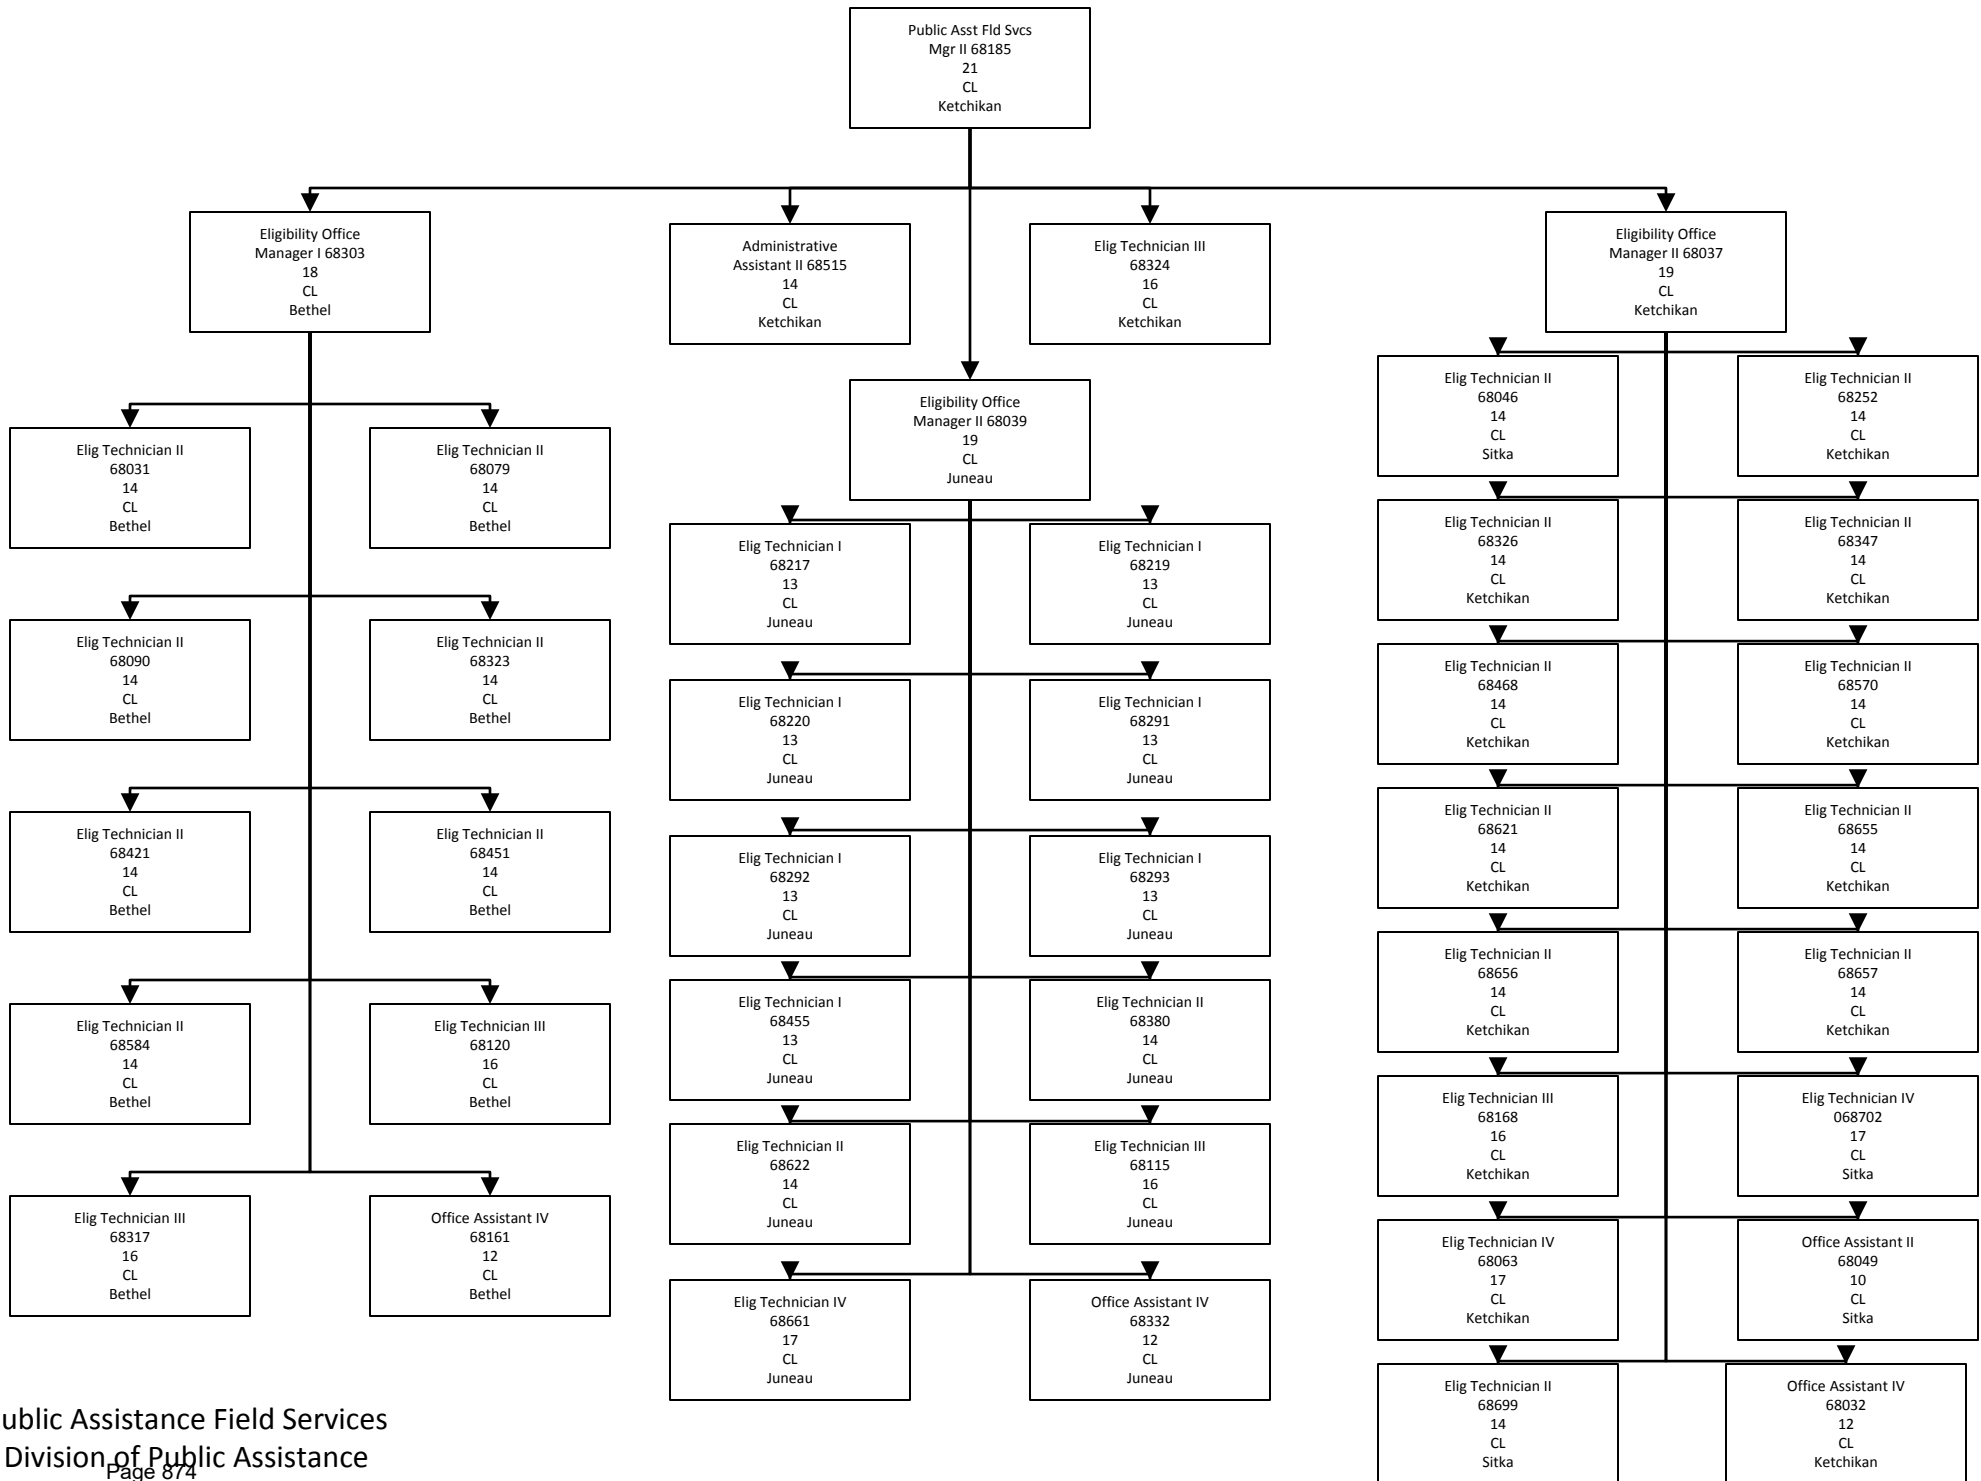 Public Asst Fld Svcs
Mgr II 68185
21
CL
Ketchikan
Eligibility Office
Manager I 68303
18
CL
Bethel
Administrative
Assistant II 68515
14
CL
Ketchikan
Elig Technician III
68324
16
CL
Ketchikan
Eligibility Office
Manager II 68037
19
CL
Ketchikan
Elig Technician II
68031
14
CL
Bethel
Elig Technician II
68079
14
CL
Bethel
Elig Technician II
68090
14
CL
Bethel
Elig Technician II
68323
14
CL
Bethel
Elig Technician II
68421
14
CL
Bethel
Elig Technician II
68451
14
CL
Bethel
Elig Technician II
68584
14
CL
Bethel
Elig Technician III
68120
16
CL
Bethel
Elig Technician III
68317
16
CL
Bethel
Office Assistant IV
68161
12
CL
Bethel
Eligibility Office
Manager II 68039
19
CL
Juneau
Elig Technician I
68217
13
CL
Juneau
Elig Technician I
68219
13
CL
Juneau
Elig Technician I
68220
13
CL
Juneau
Elig Technician I
68291
13
CL
Juneau
Elig Technician I
68292
13
CL
Juneau
Elig Technician I
68293
13
CL
Juneau
Elig Technician I
68455
13
CL
Juneau
Elig Technician II
68380
14
CL
Juneau
Elig Technician II
68622
14
CL
Juneau
Elig Technician III
68115
16
CL
Juneau
Elig Technician IV
68661
17
CL
Juneau
Office Assistant IV
68332
12
CL
Juneau
Elig Technician II
68046
14
CL
Sitka
Elig Technician II
68252
14
CL
Ketchikan
Elig Technician II
68326
14
CL
Ketchikan
Elig Technician II
68347
14
CL
Ketchikan
Elig Technician II
68468
14
CL
Ketchikan
Elig Technician II
68570
14
CL
Ketchikan
Elig Technician II
68621
14
CL
Ketchikan
Elig Technician II
68655
14
CL
Ketchikan
Elig Technician II
68656
14
CL
Ketchikan
Elig Technician II
68657
14
CL
Ketchikan
Elig Technician III
68168
16
CL
Ketchikan
Elig Technician IV
068702
17
CL
Sitka
Elig Technician IV
68063
17
CL
Ketchikan
Office Assistant II
68049
10
CL
Sitka
Elig Technician II
68699
14
CL
Sitka
Office Assistant IV
68032
12
CL
Ketchikan
ublic Assistance Field Services
Division of Public Assistance
Page 874